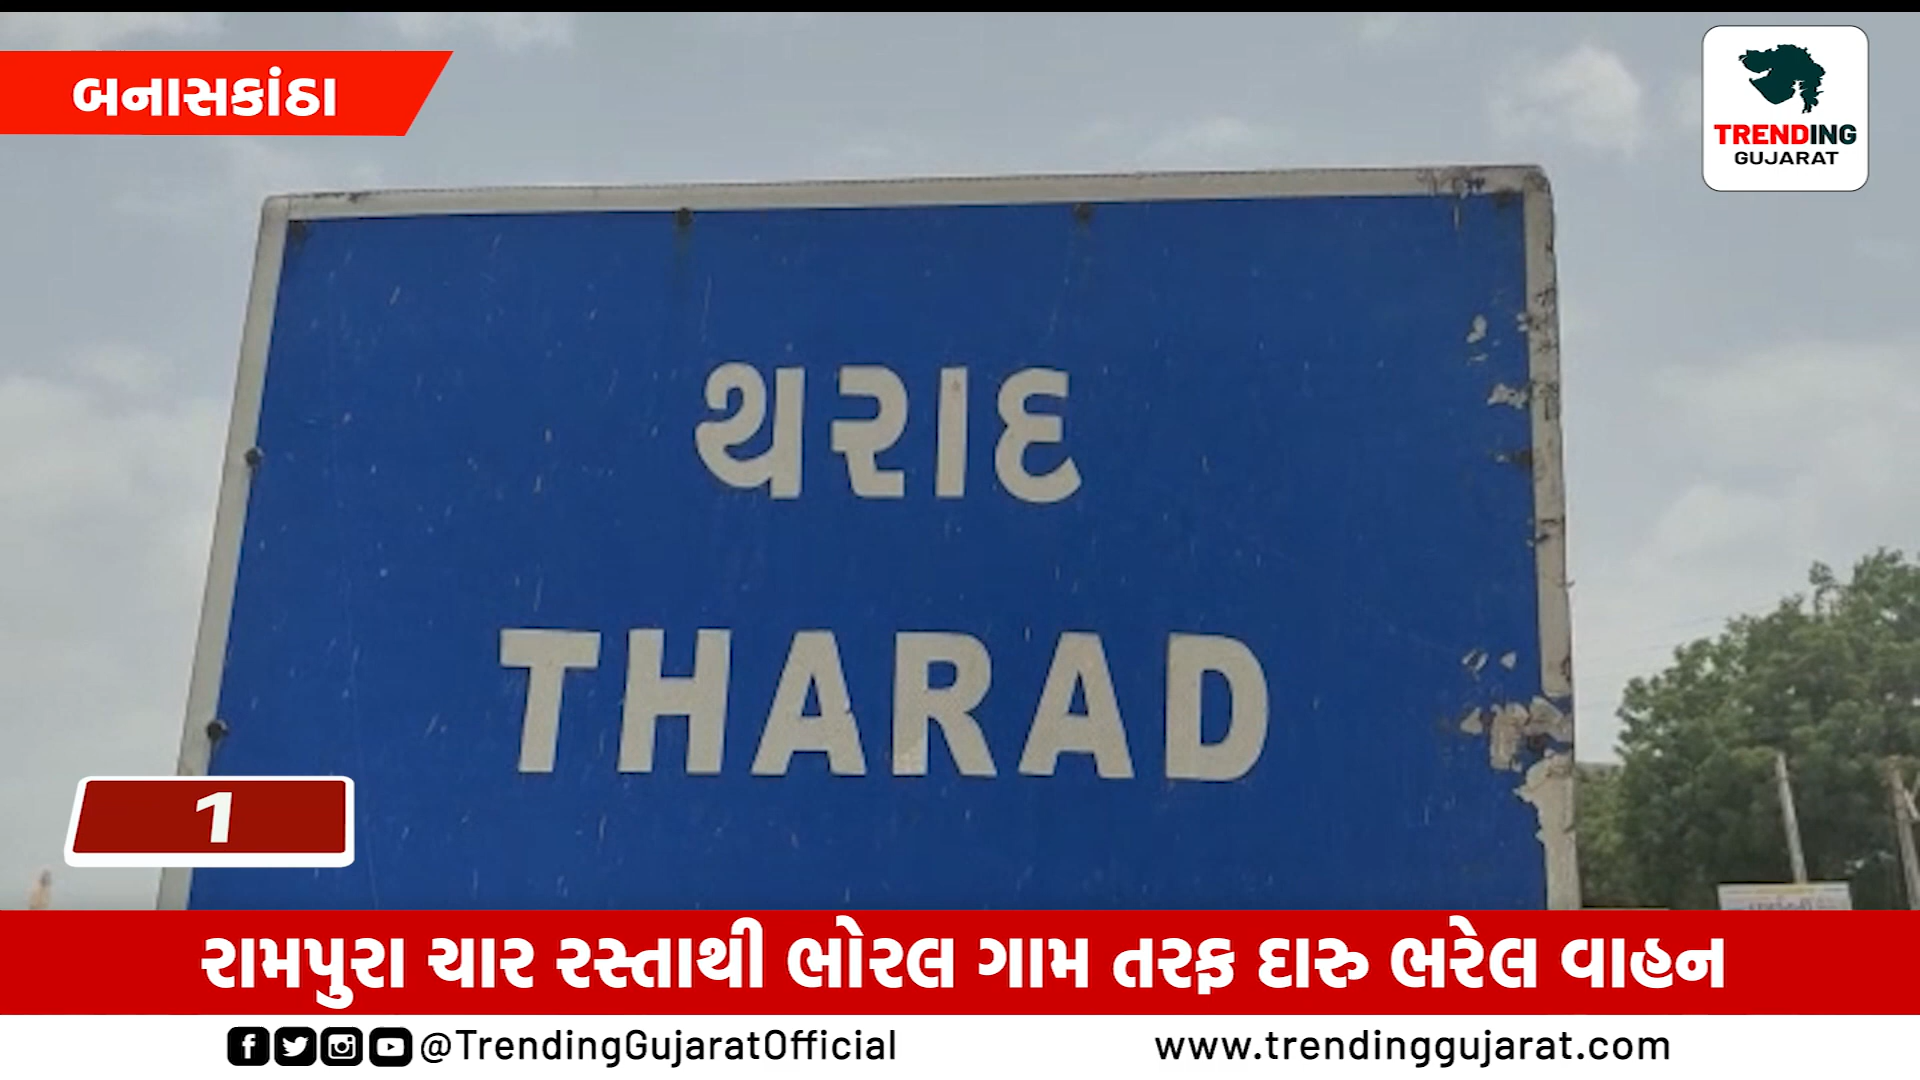 બનાસકાંઠા
TRENDING
GUJARAT
થરાદ
THARAD
1
રામપુરા ચાર રસ્તાથી ભોરલ ગામ તરફ દારુ ભરેલ વાહન
@TrendingGujaratOfficial
www.trendinggujarat.com